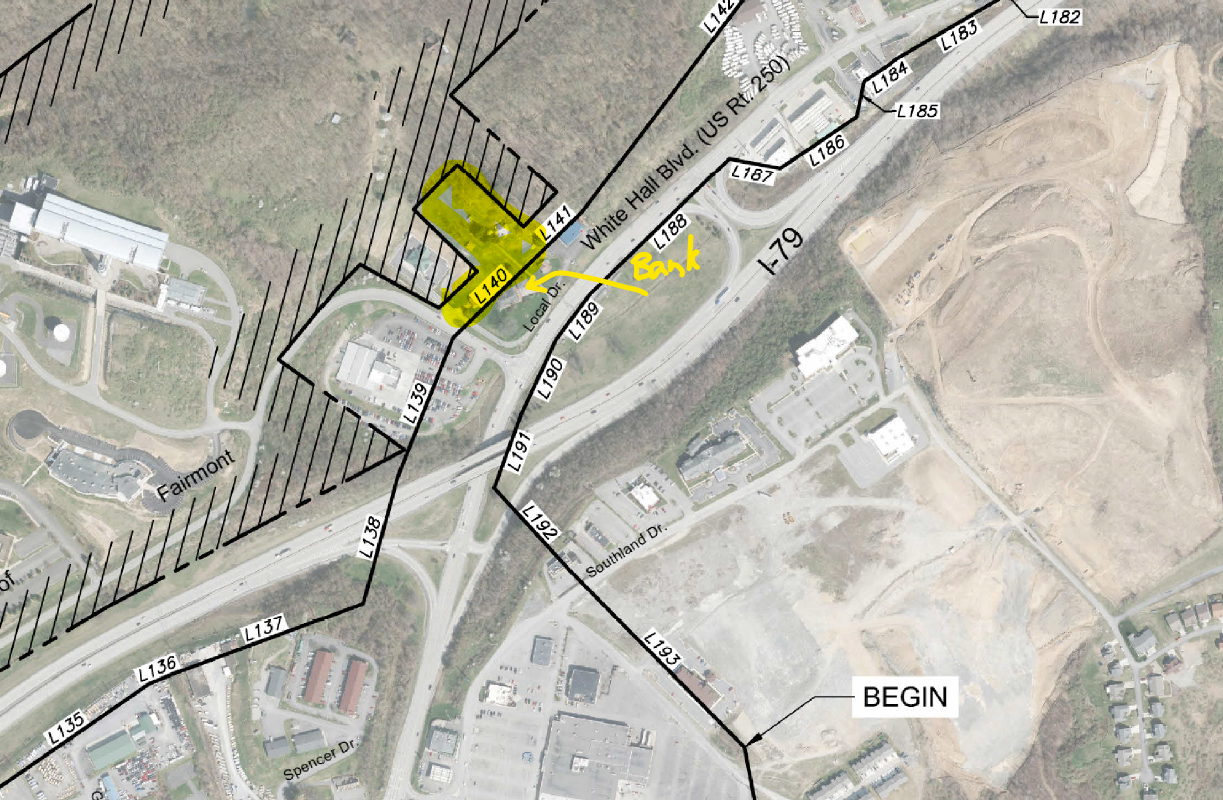 L142
L182
L183
L184
L185
L186
L187
White Hall Blvd. (US Rt. 250)
L141
L188
I-79
Bank
L140
Local Dr.
L189
L190
L139
L191
Fairmont
of
L192
L138
Southland Dr.
L137
L193
L136
BEGIN
L135
Spencer Dr.